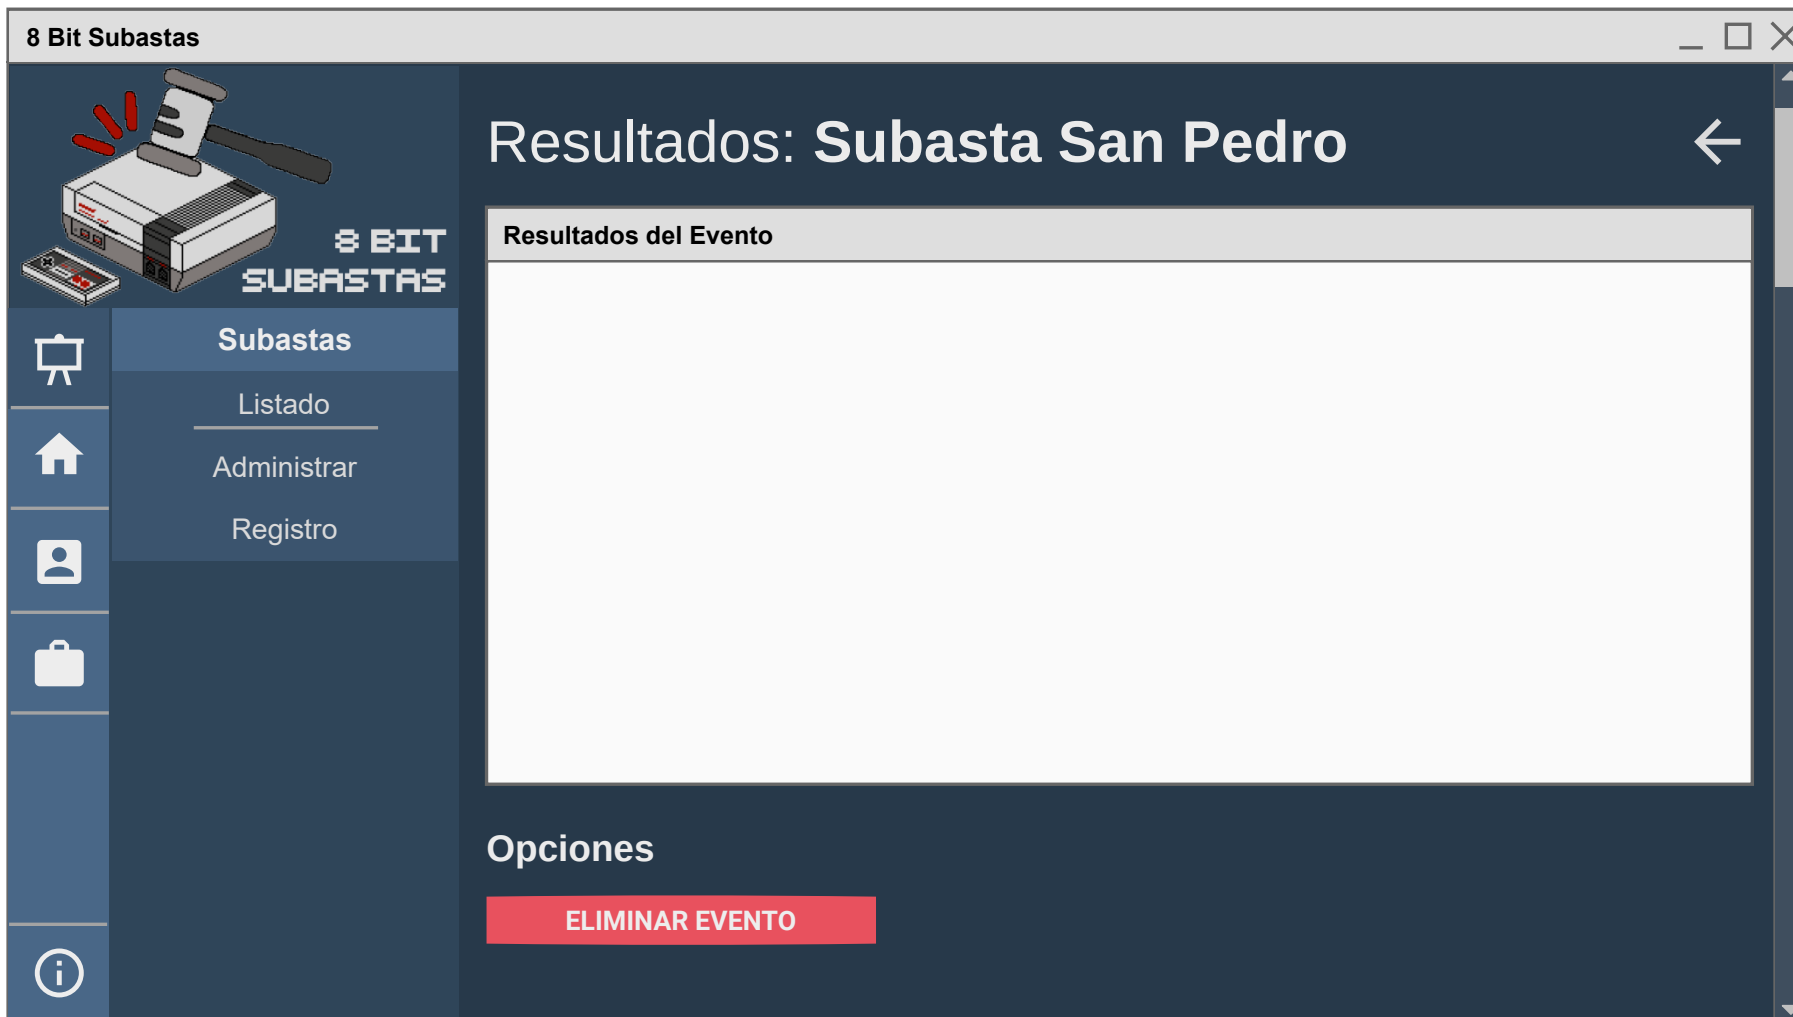 8 Bit Subastas
8 BIT
SUBASTAS
Subastas
Listado
Administrar
Registro
Resultados: Subasta San Pedro
Resultados del Evento
Opciones
ELIMINAR EVENTO